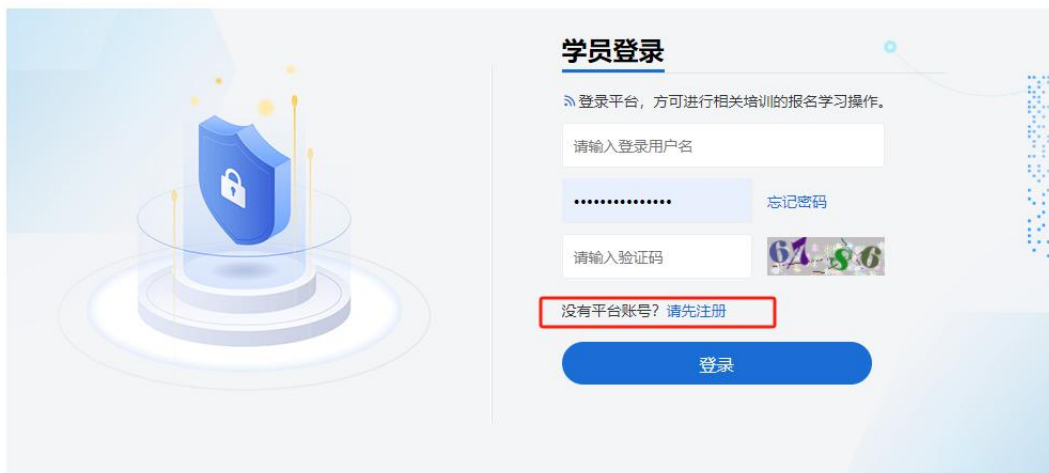 学员登录
登录平台，方可进行相关培训的报名学习操作。
请输入登录用户名
••••••••••••••• 忘记密码
请输入验证码
没有平台账号？请先注册
登录